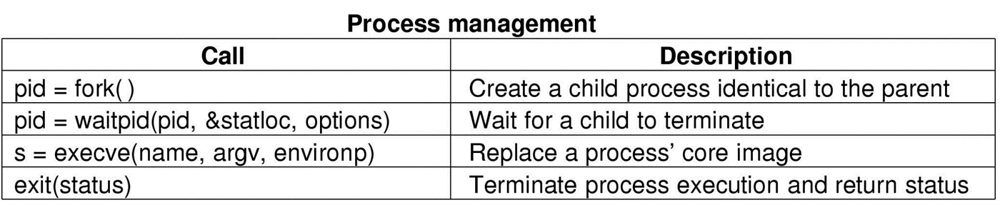 Process management
Call Description
pid = fork( ) Create a child process identical to the parent
pid = waitpid(pid, &statloc, options) Wait for a child to terminate
s = execve(name, argv, environp) Replace a process’ core image
exit(status) Terminate process execution and return status